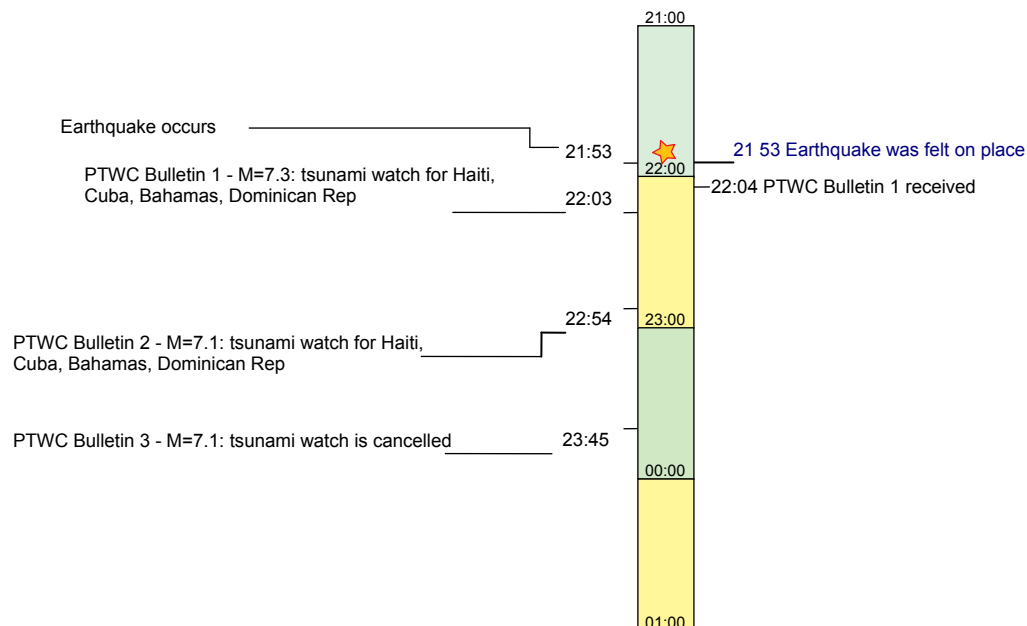 21:00
Earthquake occurs
21:53
21 53 Earthquake was felt on place
PTWC Bulletin 1 - M=7.3: tsunami watch for Haiti,
Cuba, Bahamas, Dominican Rep
22:00
22:03
22:04 PTWC Bulletin 1 received
22:54
23:00
PTWC Bulletin 2 - M=7.1: tsunami watch for Haiti,
Cuba, Bahamas, Dominican Rep
PTWC Bulletin 3 - M=7.1: tsunami watch is cancelled
23:45
00:00
01:00